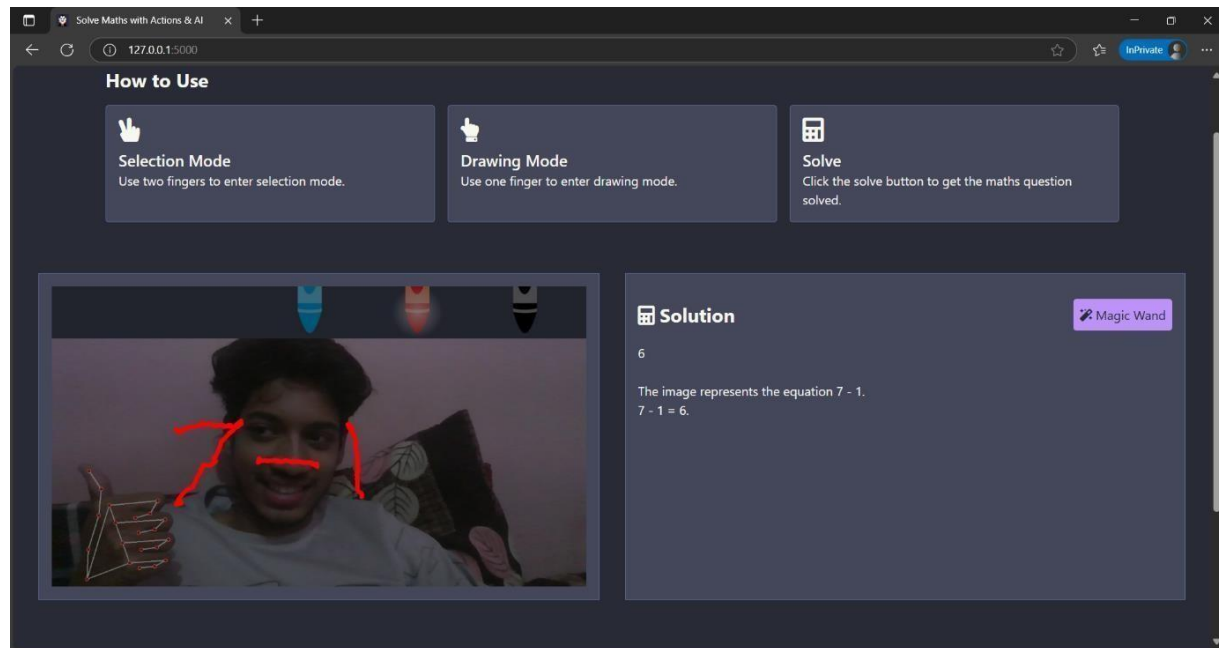 Solve Maths with Actions & AI
127.0.0.1:5000
InPrivate
How to Use
Selection Mode
Use two fingers to enter selection mode.
Drawing Mode
Use one finger to enter drawing mode.
Solve
Click the solve button to get the maths question
solved.
7 - 1
Solution
Magic Wand
6
The image represents the equation 7 - 1.
7 - 1 = 6.